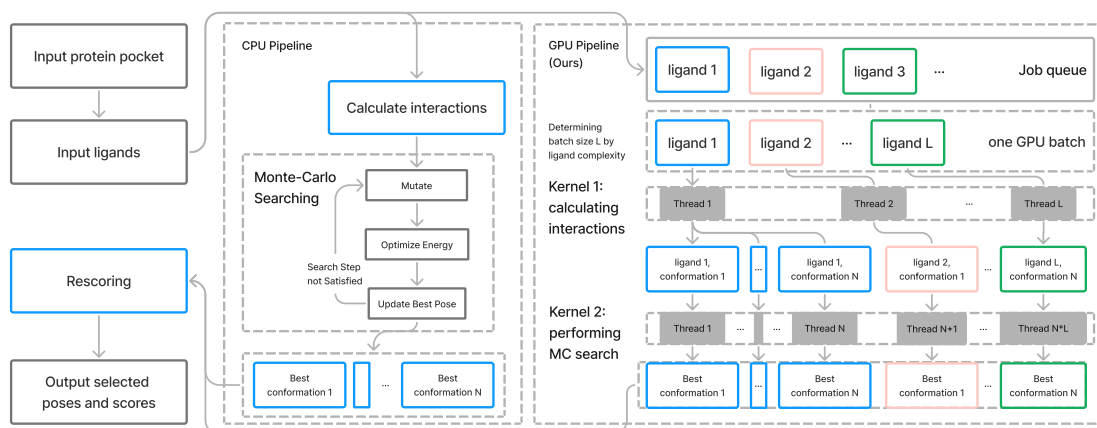 Input protein pocket
Input ligands
Rescoring
Output selected
poses and scores
CPU Pipeline
Calculate interactions
Monte-Carlo
Searching
Mutate
Optimize Energy
Search Step
not Satisfied
Update Best Pose
Best
conformation 1
...
Best
conformation N
GPU Pipeline
(Ours)
ligand 1
ligand 2
ligand 3
...
Job queue
Determining
batch size L by
ligand complexity
ligand 1
ligand 2
...
ligand L
one GPU batch
Kernel 1:
calculating
interactions
Thread 1
Thread 2
...
Thread L
ligand 1,
conformation 1
...
ligand 1,
conformation N
ligand 2,
conformation 1
...
ligand L,
conformation N
Kernel 2:
performing
MC search
Thread 1
...
...
Thread N
Thread N+1
...
Thread N*L
Best
conformation 1
...
Best
conformation N
Best
conformation 1
...
Best
conformation N